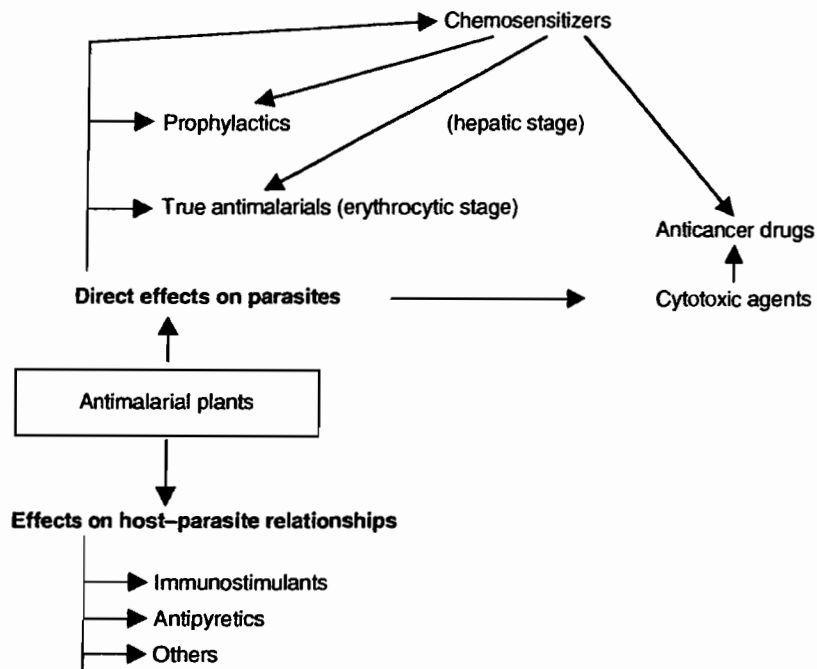 Chemosensitizers
Prophylactics (hepatic stage)
True antimalarials (erythrocytic stage)
Anticancer drugs
Direct effects on parasites
Cytotoxic agents
Antimalarial plants
Effects on host–parasite relationships
Immunostimulants
Antipyretics
Others